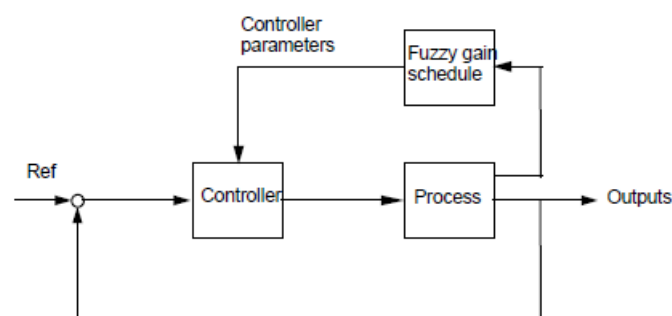 Controller
parameters
Fuzzy gain
schedule
Ref
Controller
Process
Outputs